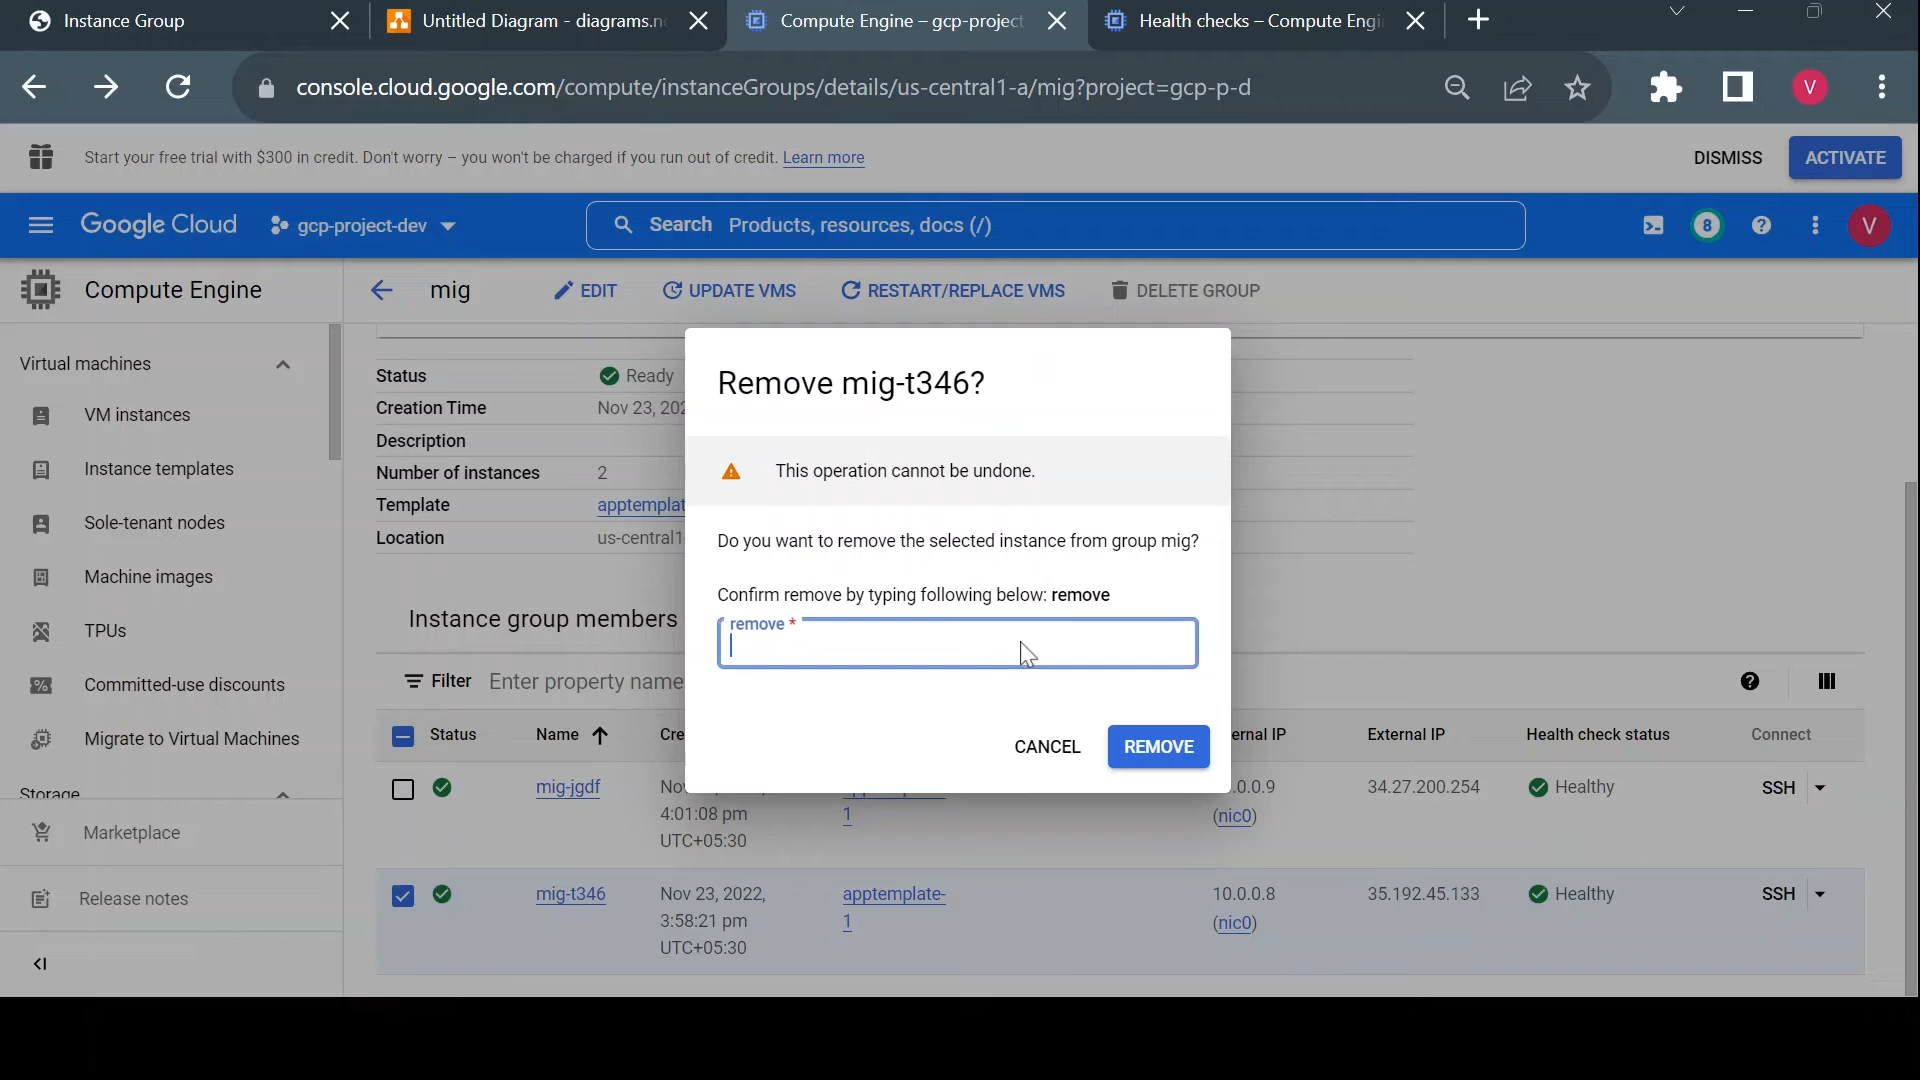 Instance Group
Untitled Diagram - diagrams.n
Compute Engine – gcp-project
Health checks – Compute Engi
console.cloud.google.com/compute/instanceGroups/details/us-central1-a/mig?project=gcp-p-d
V
Start your free trial with $300 in credit. Don't worry – you won't be charged if you run out of credit. Learn more
DISMISS
ACTIVATE
Google Cloud
gcp-project-dev
Search Products, resources, docs (/)
8
V
Compute Engine
mig
EDIT
UPDATE VMS
RESTART/REPLACE VMS
DELETE GROUP
Virtual machines
VM instances
Instance templates
Sole-tenant nodes
Machine images
TPUs
Committed-use discounts
Migrate to Virtual Machines
Storage
Marketplace
Release notes
Status Ready
Creation Time Nov 23, 202
Description
Number of instances 2
Template apptemplat
Location us-central1
Remove mig-t346?
This operation cannot be undone.
Do you want to remove the selected instance from group mig?
Confirm remove by typing following below: remove
remove *
CANCEL
REMOVE
Instance group members
Filter Enter property name
Status Name Cre ernal IP External IP Health check status Connect
mig-jgdf No .0.0.9 34.27.200.254 Healthy SSH
4:01:08 pm 1 (nic0)
UTC+05:30
mig-t346 Nov 23, 2022, apptemplate- 10.0.0.8 35.192.45.133 Healthy SSH
3:58:21 pm 1 (nic0)
UTC+05:30